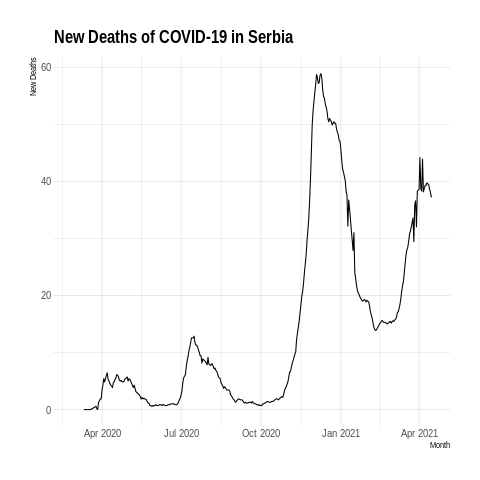 New Deaths of COVID-19 in Serbia
New Deaths
60
40
20
0
Apr 2020 Jul 2020 Oct 2020 Jan 2021 Apr 2021
Month